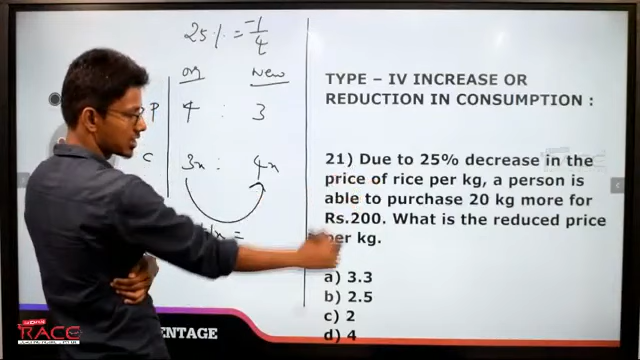 25% = -1/4
or New
P 4 : 3
C 3x : 4x
x =
TYPE – IV INCREASE OR
REDUCTION IN CONSUMPTION :
21) Due to 25% decrease in the
price of rice per kg, a person is
able to purchase 20 kg more for
Rs.200. What is the reduced price
per kg.
a) 3.3
b) 2.5
c) 2
d) 4
RACE
ENTAGE